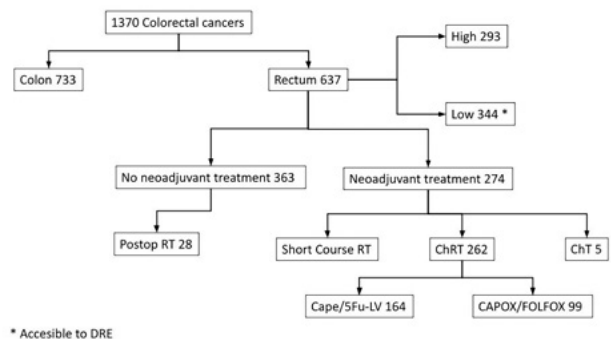 1370 Colorectal cancers
High 293
Colon 733
Rectum 637
Low 344 *
No neoadjuvant treatment 363
Neoadjuvant treatment 274
Postop RT 28
Short Course RT
ChRT 262
ChT 5
Cape/5Fu-LV 164
CAPOX/FOLFOX 99
* Accesible to DRE